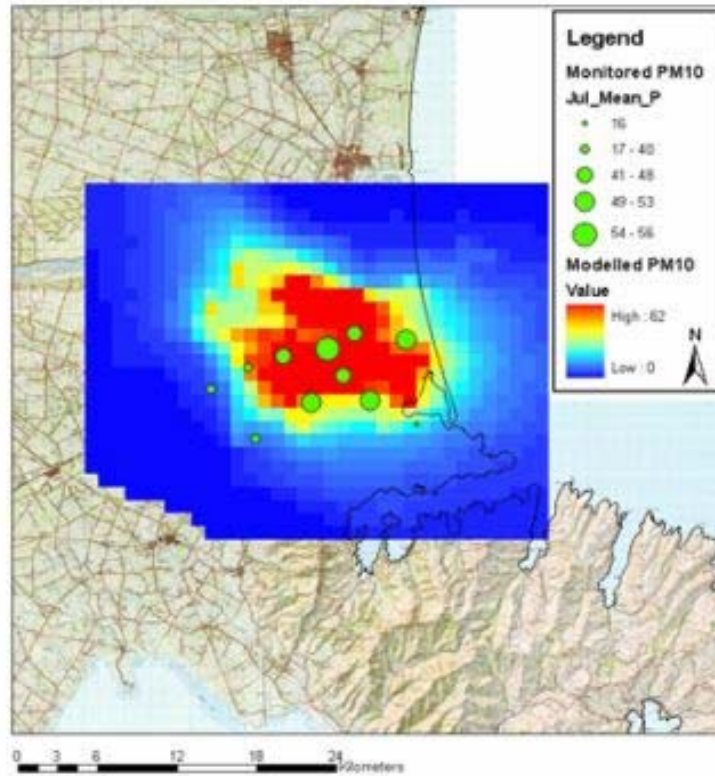 Legend
Monitored PM10
Jul_Mean_P
16
17 - 40
41 - 48
49 - 53
54 - 56
Modelled PM10
Value
High : 62
Low : 0
N
0 3 6 12 18 24
Kilometers